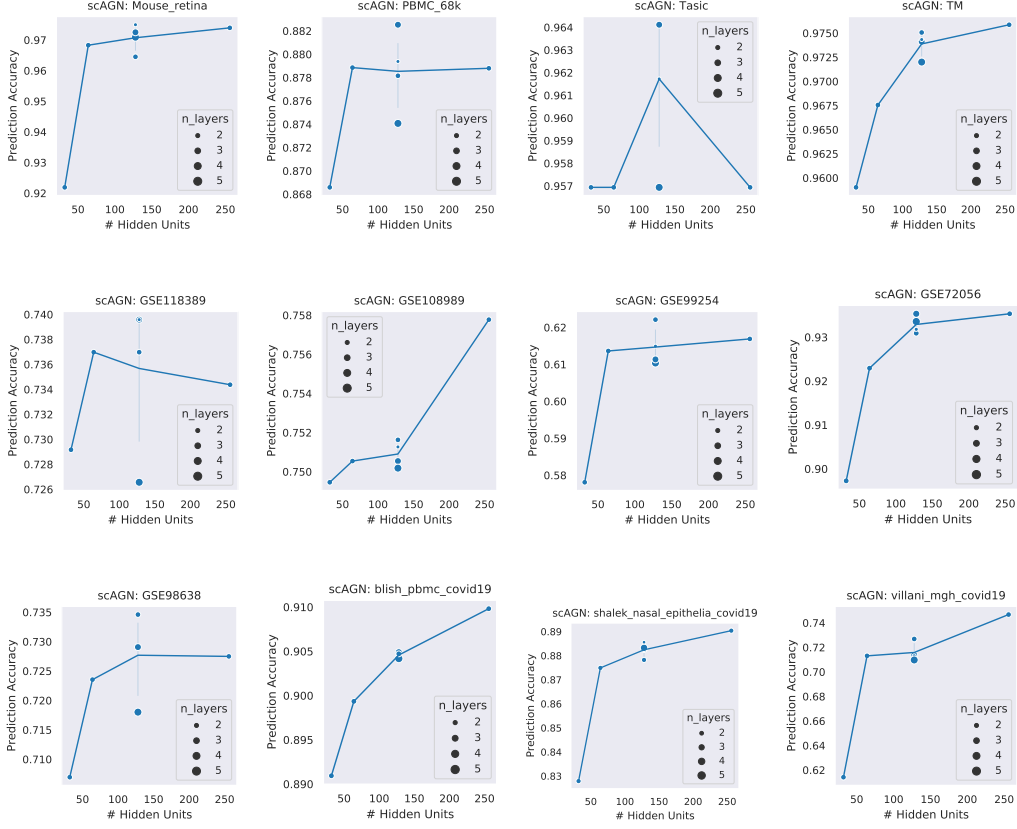 scAGN: Mouse_retina
Prediction Accuracy
0.97
0.96
0.95
0.94
0.93
0.92
n_layers
2
3
4
5
50 100 150 200 250
# Hidden Units
scAGN: PBMC_68k
Prediction Accuracy
0.882
0.880
0.878
0.876
0.874
0.872
0.870
0.868
n_layers
2
3
4
5
50 100 150 200 250
# Hidden Units
scAGN: Tasic
Prediction Accuracy
0.964
0.963
0.962
0.961
0.960
0.959
0.958
0.957
n_layers
2
3
4
5
50 100 150 200 250
# Hidden Units
scAGN: TM
Prediction Accuracy
0.9750
0.9725
0.9700
0.9675
0.9650
0.9625
0.9600
n_layers
2
3
4
5
50 100 150 200 250
# Hidden Units
scAGN: GSE118389
Prediction Accuracy
0.740
0.738
0.736
0.734
0.733
0.730
0.728
0.726
n_layers
2
3
4
5
50 100 150 200 250
# Hidden Units
scAGN: GSE108989
Prediction Accuracy
0.758
0.756
0.754
0.752
0.750
n_layers
2
3
4
5
50 100 150 200 250
# Hidden Units
scAGN: GSE99254
Prediction Accuracy
0.62
0.61
0.60
0.59
0.58
n_layers
2
3
4
5
50 100 150 200 250
# Hidden Units
scAGN: GSE72056
Prediction Accuracy
0.93
0.92
0.91
0.90
n_layers
2
3
4
5
50 100 150 200 250
# Hidden Units
scAGN: GSE98638
Prediction Accuracy
0.735
0.730
0.725
0.720
0.715
0.710
n_layers
2
3
4
5
50 100 150 200 250
# Hidden Units
scAGN: blish_pbmc_covid19
Prediction Accuracy
0.910
0.905
0.900
0.895
0.890
n_layers
2
3
4
5
50 100 150 200 250
# Hidden Units
scAGN: shalek_nasal_epithelia_covid19
Prediction Accuracy
0.89
0.88
0.87
0.86
0.85
0.84
0.83
n_layers
2
3
4
5
50 100 150 200 250
# Hidden Units
scAGN: villani_mgh_covid19
Prediction Accuracy
0.74
0.72
0.70
0.68
0.66
0.64
0.62
n_layers
2
3
4
5
50 100 150 200 250
# Hidden Units